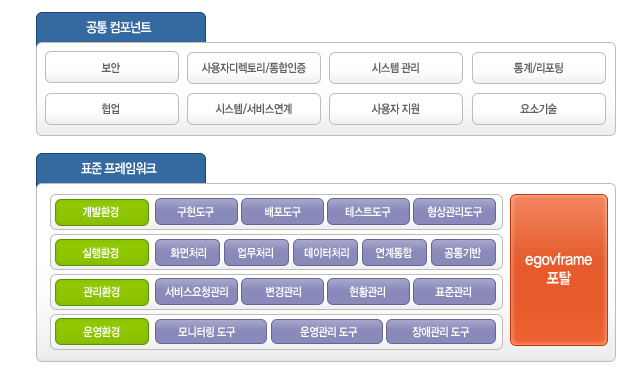 공통 컴포넌트
보안 사용자디렉토리/통합인증 시스템 관리 통계/리포팅
협업 시스템/서비스연계 사용자 지원 요소기술
표준 프레임워크
개발환경 구현도구 배포도구 테스트도구 형상관리도구
실행환경 화면처리 업무처리 데이터처리 연계통합 공통기반
관리환경 서비스요청관리 변경관리 현황관리 표준관리
운영환경 모니터링 도구 운영관리 도구 장애관리 도구
egovframe
포탈